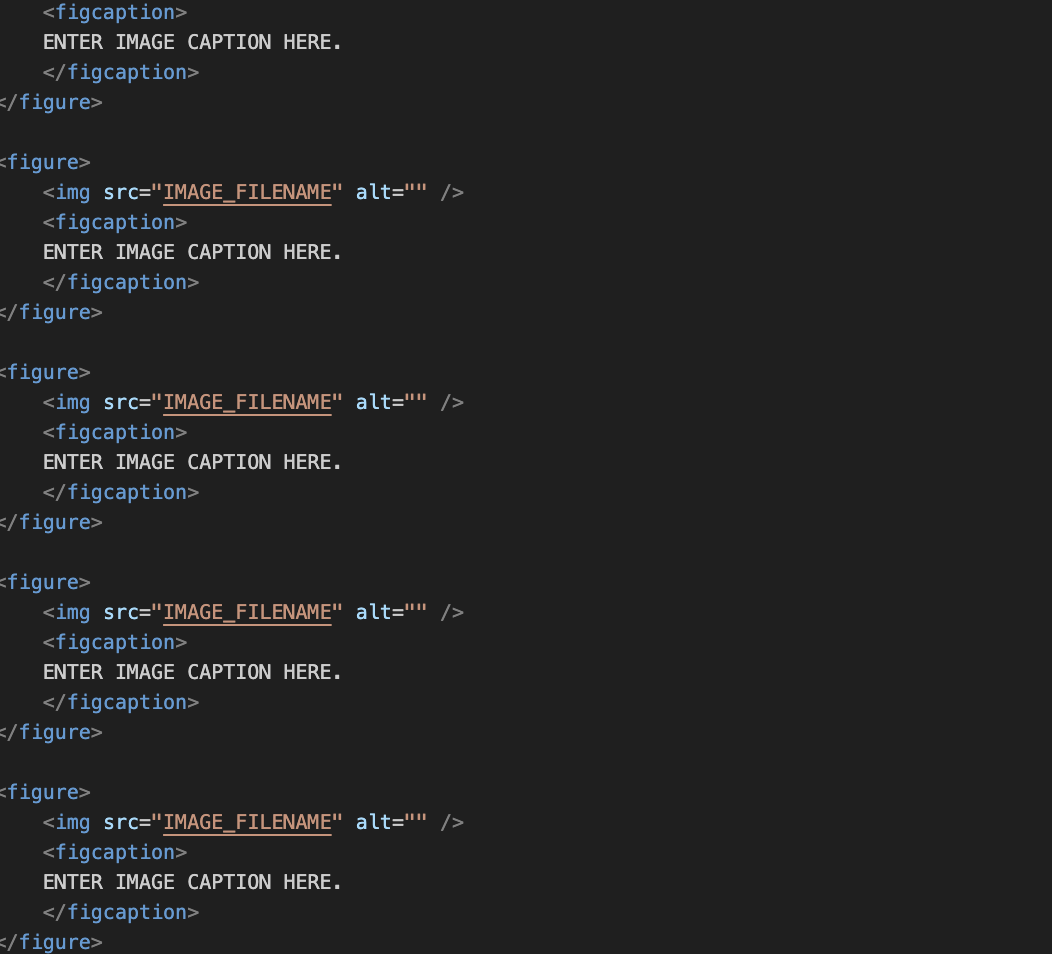 <figcaption>
ENTER IMAGE CAPTION HERE.
</figcaption>
</figure>
<figure>
<img src="IMAGE_FILENAME" alt="" />
<figcaption>
ENTER IMAGE CAPTION HERE.
</figcaption>
</figure>
<figure>
<img src="IMAGE_FILENAME" alt="" />
<figcaption>
ENTER IMAGE CAPTION HERE.
</figcaption>
</figure>
<figure>
<img src="IMAGE_FILENAME" alt="" />
<figcaption>
ENTER IMAGE CAPTION HERE.
</figcaption>
</figure>
<figure>
<img src="IMAGE_FILENAME" alt="" />
<figcaption>
ENTER IMAGE CAPTION HERE.
</figcaption>
</figure>